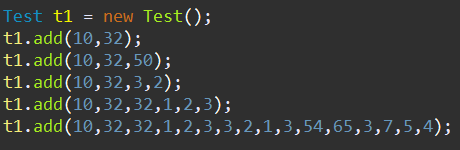 Test t1 = new Test();
t1.add(10,32);
t1.add(10,32,50);
t1.add(10,32,3,2);
t1.add(10,32,32,1,2,3);
t1.add(10,32,32,1,2,3,3,2,1,3,54,65,3,7,5,4);